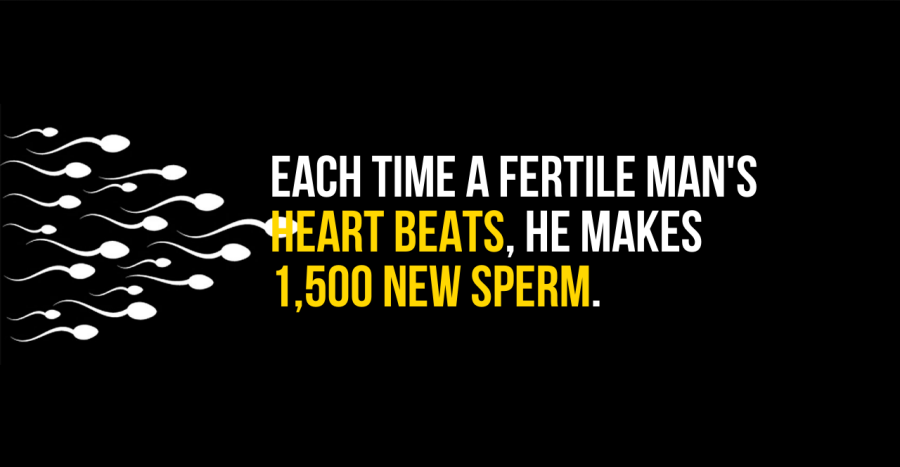 EACH TIME A FERTILE MAN'S
HEART BEATS, HE MAKES
1,500 NEW SPERM.